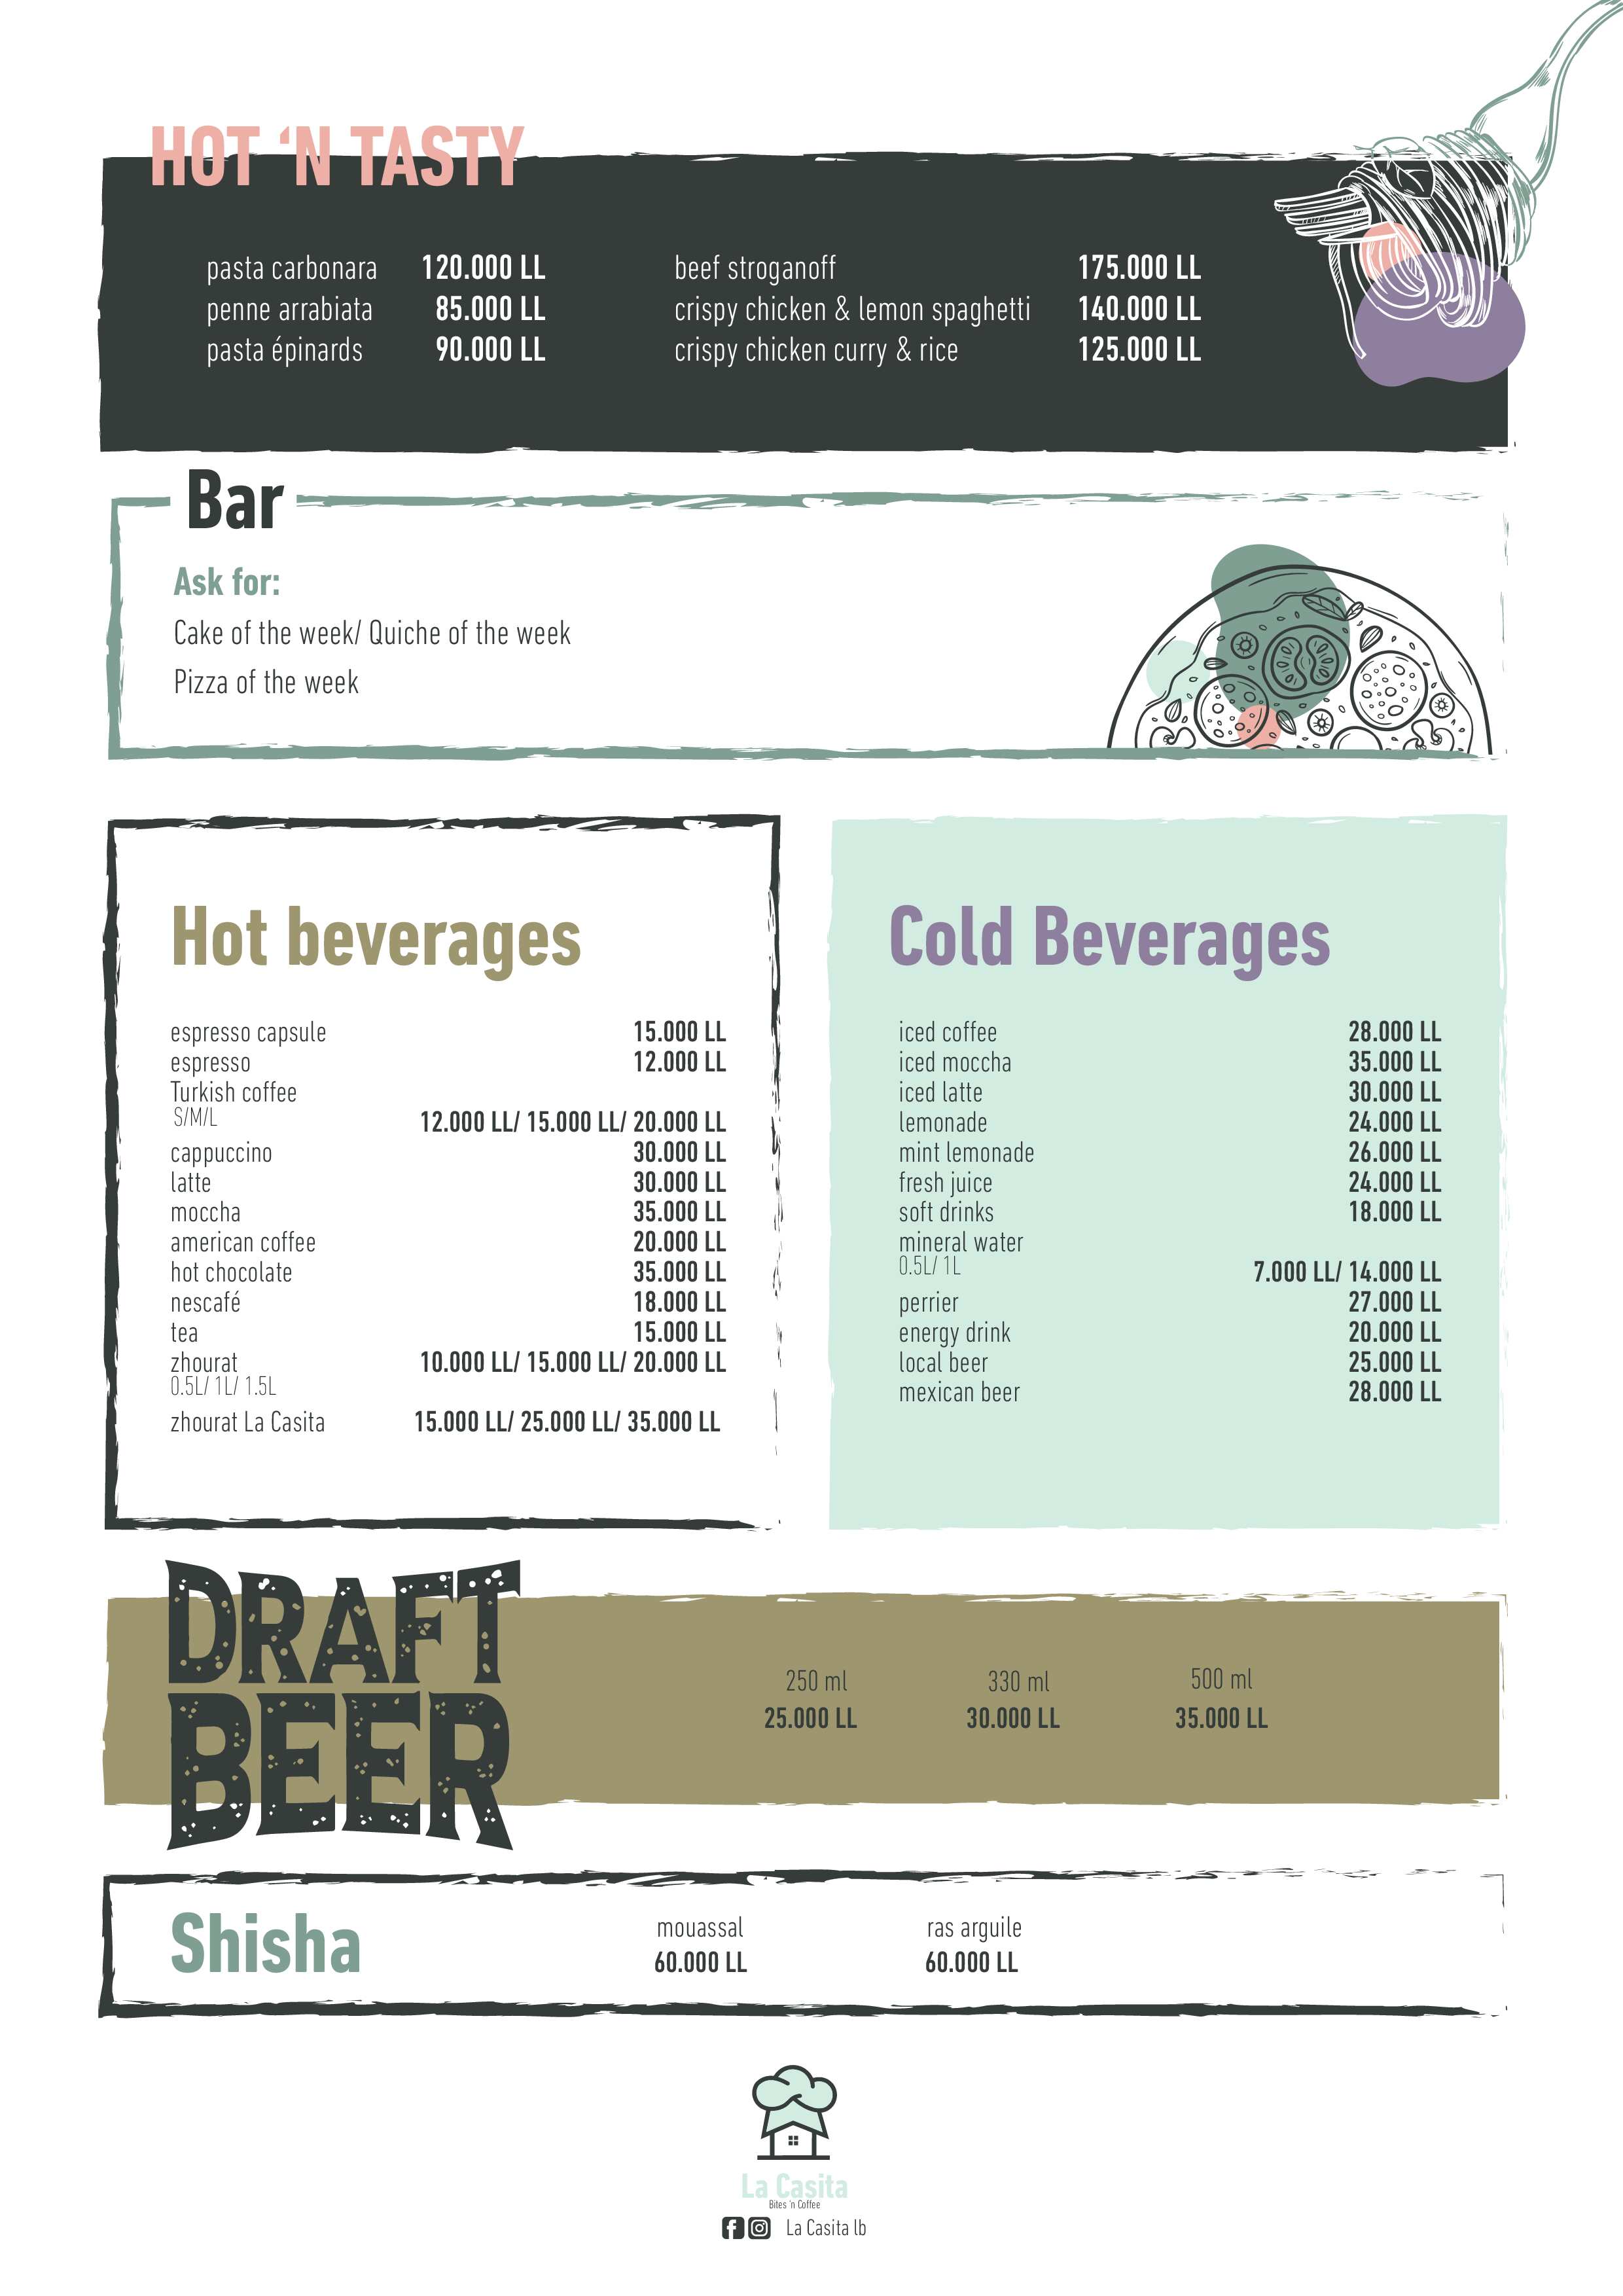 HOT ‘N TASTY
pasta carbonara 120.000 LL
penne arrabiata 85.000 LL
pasta épinards 90.000 LL
beef stroganoff 175.000 LL
crispy chicken & lemon spaghetti 140.000 LL
crispy chicken curry & rice 125.000 LL
Bar
Ask for:
Cake of the week/ Quiche of the week
Pizza of the week
Hot beverages
espresso capsule 15.000 LL
espresso 12.000 LL
Turkish coffee
S/M/L 12.000 LL/ 15.000 LL/ 20.000 LL
cappuccino 30.000 LL
latte 30.000 LL
moccha 35.000 LL
american coffee 20.000 LL
hot chocolate 35.000 LL
nescafé 18.000 LL
tea 15.000 LL
zhourat 10.000 LL/ 15.000 LL/ 20.000 LL
0.5L/ 1L/ 1.5L
zhourat La Casita 15.000 LL/ 25.000 LL/ 35.000 LL
Cold Beverages
iced coffee 28.000 LL
iced moccha 35.000 LL
iced latte 30.000 LL
lemonade 24.000 LL
mint lemonade 26.000 LL
fresh juice 24.000 LL
soft drinks 18.000 LL
mineral water
0.5L/ 1L 7.000 LL/ 14.000 LL
perrier 27.000 LL
energy drink 20.000 LL
local beer 25.000 LL
mexican beer 28.000 LL
DRAFT
BEER
250 ml 330 ml 500 ml
25.000 LL 30.000 LL 35.000 LL
Shisha
mouassal ras arguile
60.000 LL 60.000 LL
La Casita
Bites 'n Coffee
La Casita lb